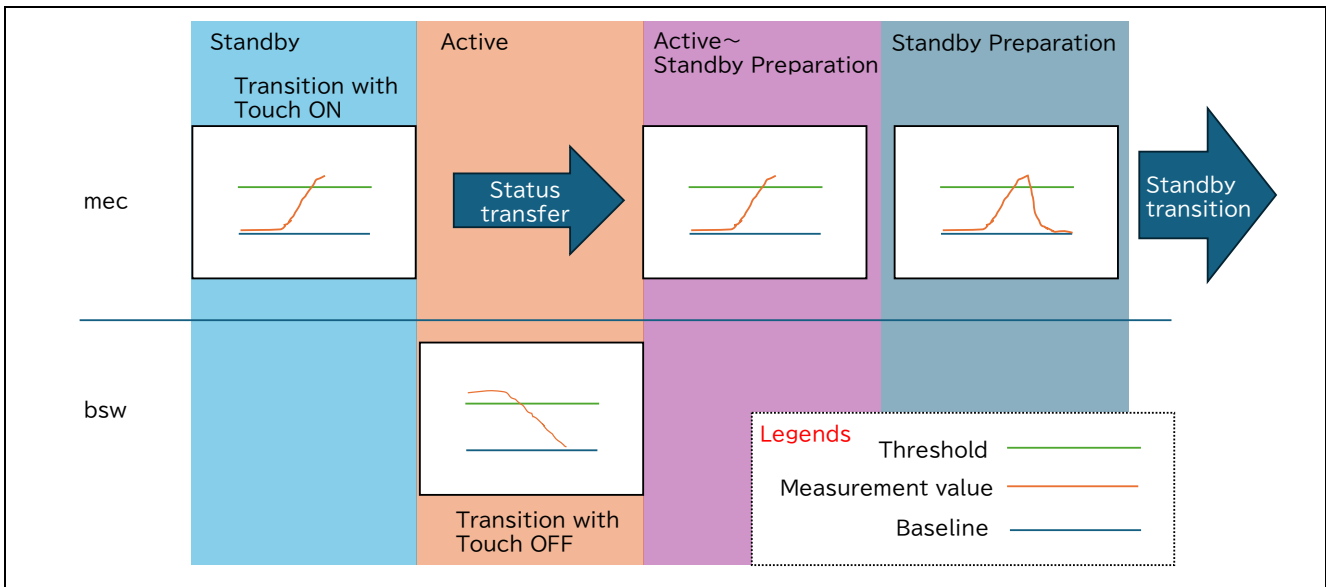 Standby
Active
Active～
Standby Preparation
Standby Preparation
Transition with
Touch ON
mec
Status
transfer
Standby
transition
bsw
Transition with
Touch OFF
Legends
Threshold
Measurement value
Baseline